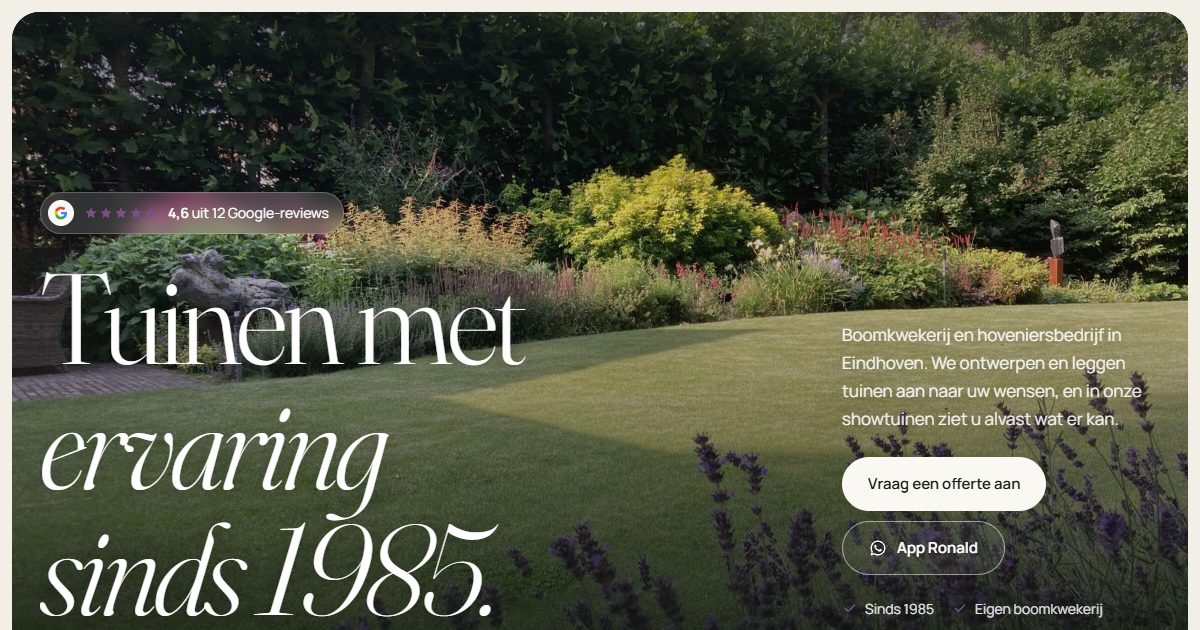 4,6 uit 12 Google-reviews
Tuinen met
ervaring
sinds 1985.
Boomkwekerij en hoveniersbedrijf in
Eindhoven. We ontwerpen en leggen
tuinen aan naar uw wensen, en in onze
showtuinen ziet u alvast wat er kan.
Vraag een offerte aan
App Ronald
Sinds 1985
Eigen boomkwekerij